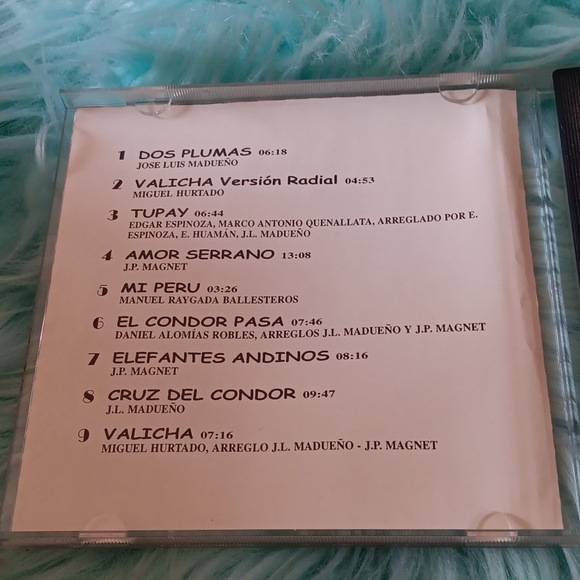 1 DOS PLUMAS 06:18
JOSE LUIS MADUEÑO
2 VALICHA Versión Radial 04:53
MIGUEL HURTADO
3 TUPAY 06:44
EDGAR ESPINOZA, MARCO ANTONIO QUENALLATA, ARREGLADO POR E.
ESPINOZA, E. HUAMÁN, J.L. MADUEÑO
4 AMOR SERRANO 13:08
J.P. MAGNET
5 MI PERU 03:26
MANUEL RAYGADA BALLESTEROS
6 EL CONDOR PASA 07:46
DANIEL ALOMÍAS ROBLES, ARREGLOS J.L. MADUEÑO Y J.P. MAGNET
7 ELEFANTES ANDINOS 08:16
J.P. MAGNET
8 CRUZ DEL CONDOR 09:47
J.L. MADUEÑO
9 VALICHA 07:16
MIGUEL HURTADO, ARREGLO J.L. MADUEÑO - J.P. MAGNET